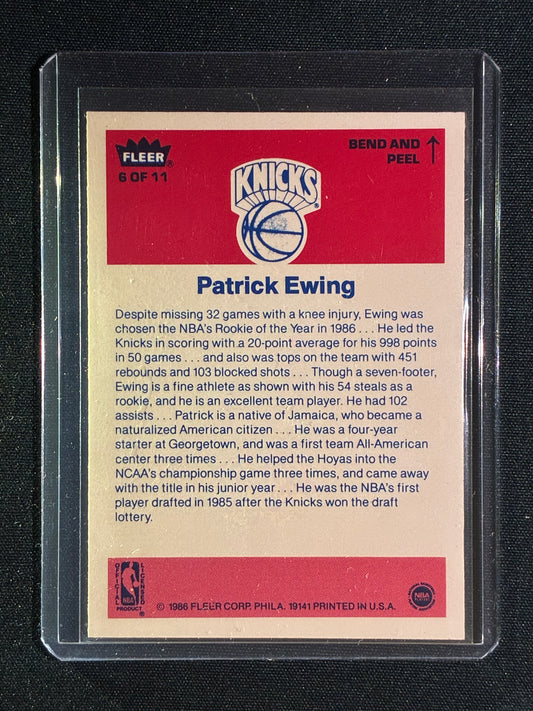 FLEER®
6 OF 11
BEND AND
PEEL
KNICKS®
Patrick Ewing
Despite missing 32 games with a knee injury, Ewing was
chosen the NBA's Rookie of the Year in 1986 . . . He led the
Knicks in scoring with a 20-point average for his 998 points
in 50 games . . . and also was tops on the team with 451
rebounds and 103 blocked shots . . . Though a seven-footer,
Ewing is a fine athlete as shown with his 54 steals as a
rookie, and he is an excellent team player. He had 102
assists . . . Patrick is a native of Jamaica, who became a
naturalized American citizen . . . He was a four-year
starter at Georgetown, and was a first team All-American
center three times . . . He helped the Hoyas into the
NCAA's championship game three times, and came away
with the title in his junior year . . . He was the NBA's first
player drafted in 1985 after the Knicks won the draft
lottery.
OFFICIAL LICENSED
NBA
PRODUCT
© 1986 FLEER CORP. PHILA. 19141 PRINTED IN U.S.A.
NBA
PLAYERS